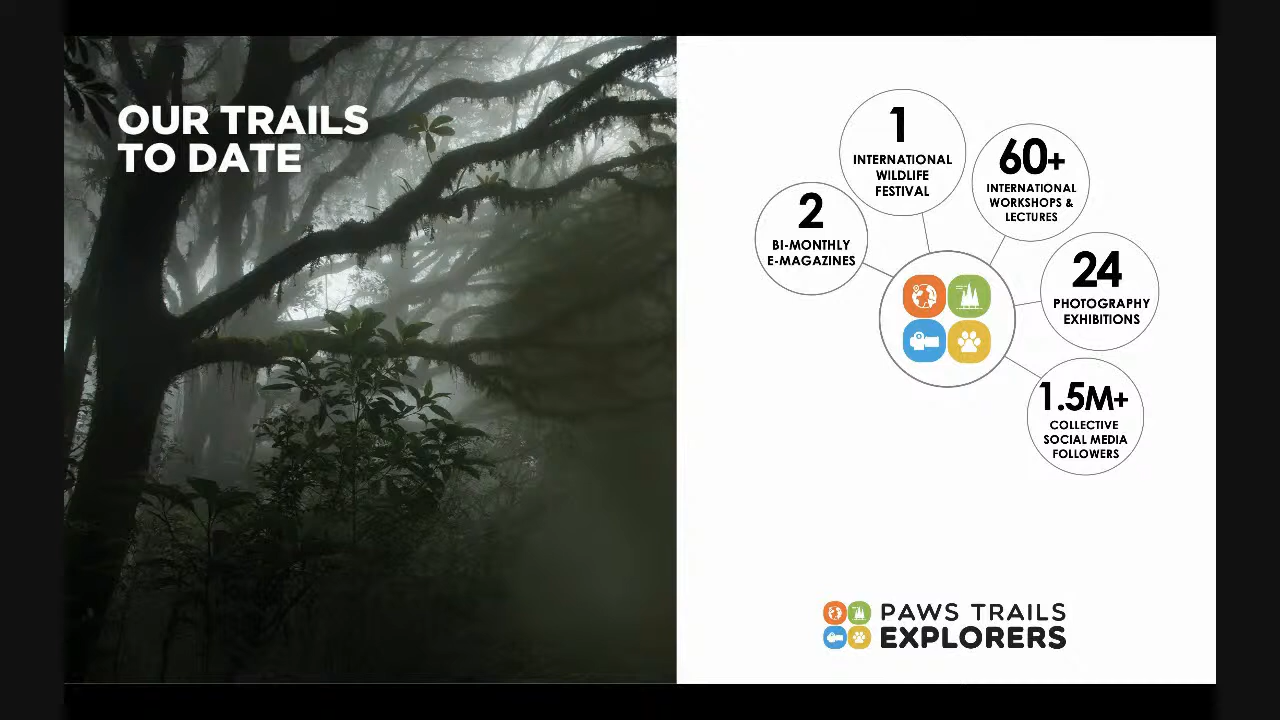 OUR TRAILS
TO DATE
2
BI-MONTHLY
E-MAGAZINES
1
INTERNATIONAL
WILDLIFE
FESTIVAL
60+
INTERNATIONAL
WORKSHOPS &
LECTURES
24
PHOTOGRAPHY
EXHIBITIONS
1.5M+
COLLECTIVE
SOCIAL MEDIA
FOLLOWERS
PAWS TRAILS
EXPLORERS